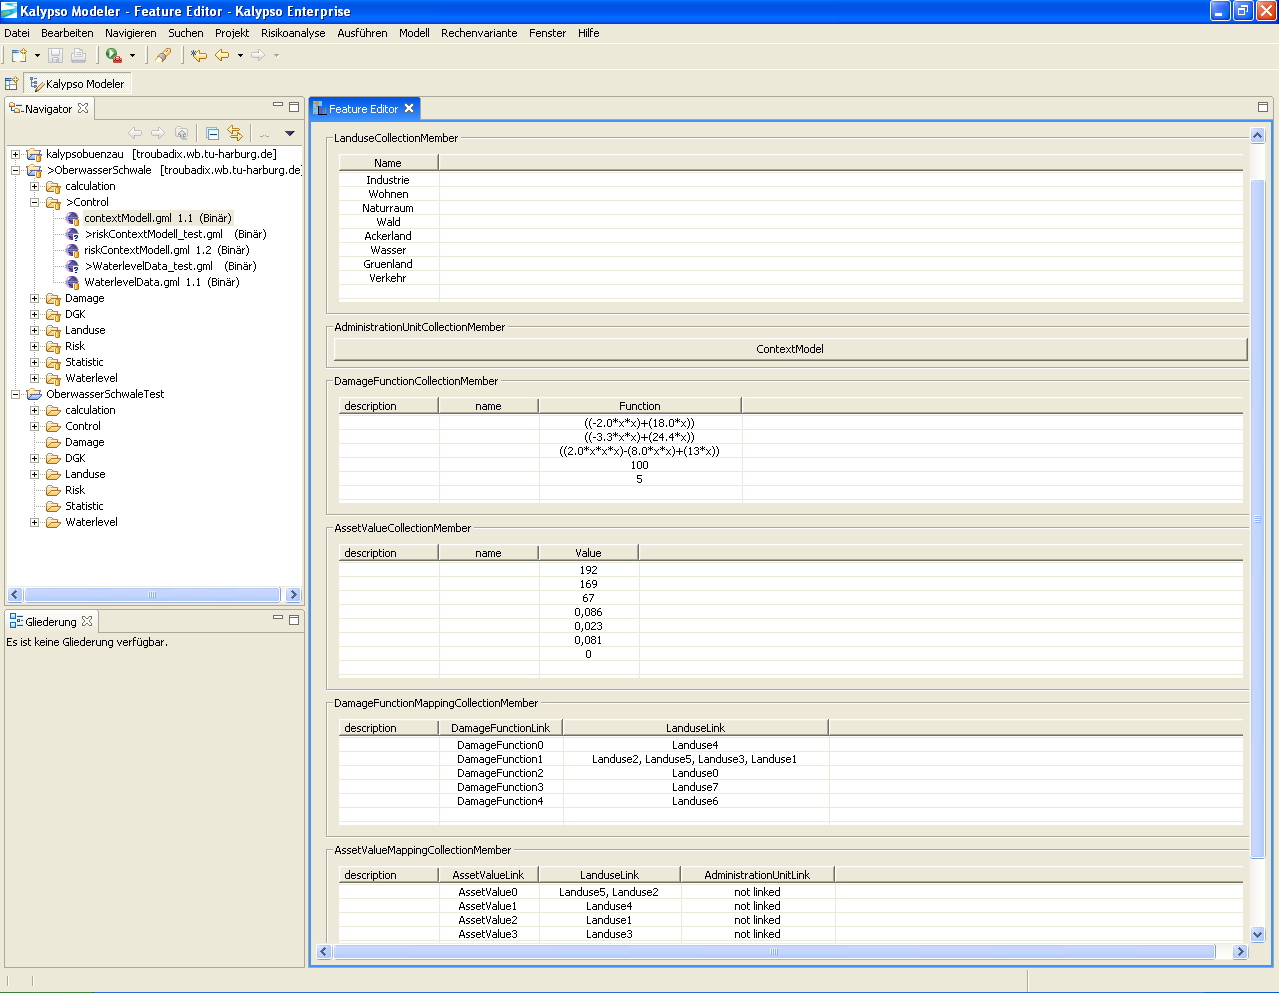 Kalypso Modeler - Feature Editor - Kalypso Enterprise
Datei Bearbeiten Navigieren Suchen Projekt Risikoanalyse Ausführen Modell Rechenvariante Fenster Hilfe
Kalypso Modeler
Navigator
kalypsobuenzau [troubadix.wb.tu-harburg.de]
>OberwasserSchwale [troubadix.wb.tu-harburg.de]
calculation
>Control
contextModell.gml 1.1 (Binär)
>riskContextModell_test.gml (Binär)
riskContextModell.gml 1.2 (Binär)
>WaterlevelData_test.gml (Binär)
WaterlevelData.gml 1.1 (Binär)
Damage
DGK
Landuse
Risk
Statistic
Waterlevel
OberwasserSchwaleTest
calculation
Control
Damage
DGK
Landuse
Risk
Statistic
Waterlevel
Gliederung
Es ist keine Gliederung verfügbar.
Feature Editor
LanduseCollectionMember
Name
Industrie
Wohnen
Naturraum
Wald
Ackerland
Wasser
Gruenland
Verkehr
AdministrationUnitCollectionMember
ContextModel
DamageFunctionCollectionMember
description name Function
((-2.0*x*x)+(18.0*x))
((-3.3*x*x)+(24.4*x))
((2.0*x*x*x)-(8.0*x*x)+(13*x))
100
5
AssetValueCollectionMember
description name Value
192
169
67
0,086
0,023
0,081
0
DamageFunctionMappingCollectionMember
description DamageFunctionLink LanduseLink
DamageFunction0 Landuse4
DamageFunction1 Landuse2, Landuse5, Landuse3, Landuse1
DamageFunction2 Landuse0
DamageFunction3 Landuse7
DamageFunction4 Landuse6
AssetValueMappingCollectionMember
description AssetValueLink LanduseLink AdministrationUnitLink
AssetValue0 Landuse5, Landuse2 not linked
AssetValue1 Landuse4 not linked
AssetValue2 Landuse1 not linked
AssetValue3 Landuse3 not linked